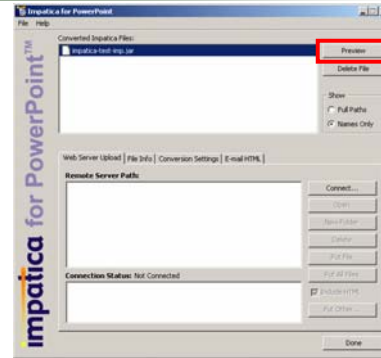 Impatica for PowerPoint
File Help
Converted Impatica Files:
impatica-test-imp.jar
Preview
Delete File
Show
Full Paths
Names Only
impatica for PowerPoint™
Web Server Upload File Info Conversion Settings E-mail HTML
Remote Server Path:
Connect...
Open
New Folder
Delete
Put File
Put All Files
Include HTML
Put Other...
Connection Status: Not Connected
Done